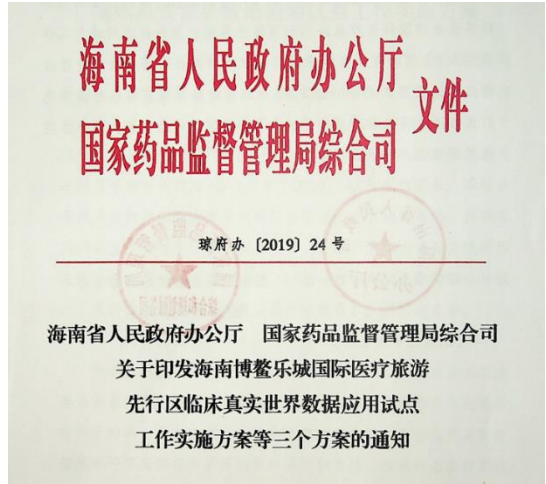 海南省人民政府办公厅
国家药品监督管理局综合司
文件
琼府办〔2019〕24号
海南省人民政府办公厅 国家药品监督管理局综合司
关于印发海南博鳌乐城国际医疗旅游
先行区临床真实世界数据应用试点
工作实施方案等三个方案的通知